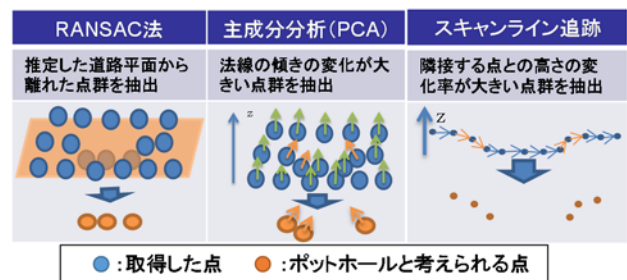 RANSAC法
主成分分析(PCA)
スキャンライン追跡
推定した道路平面から
離れた点群を抽出
法線の傾きの変化が大
きい点群を抽出
隣接する点との高さの変
化率が大きい点群を抽出
z
z
:取得した点
:ポットホールと考えられる点